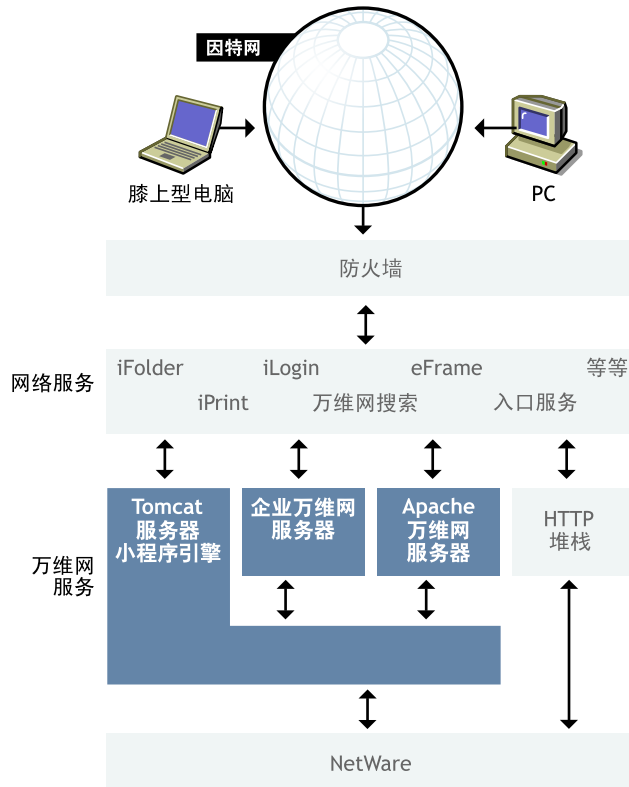 因特网
膝上型电脑
PC
防火墙
网络服务
iFolder
iLogin
eFrame
等等
iPrint
万维网搜索
入口服务
万维网
服务
Tomcat
服务器
小程序引擎
企业万维网
服务器
Apache
万维网
服务器
HTTP
堆栈
NetWare